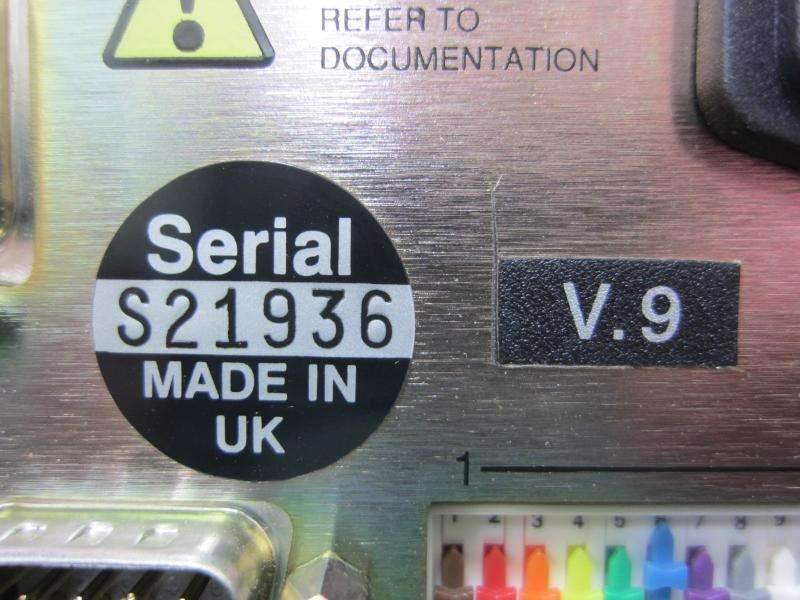 !
REFER TO
DOCUMENTATION
Serial
S21936
MADE IN
UK
V.9
1
1 2 3 4 5 6 7 8 9